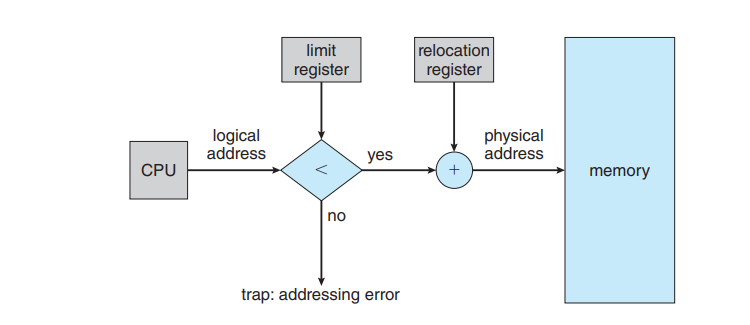 limit
register
relocation
register
logical
address
physical
address
CPU
<
yes
+
memory
no
trap: addressing error